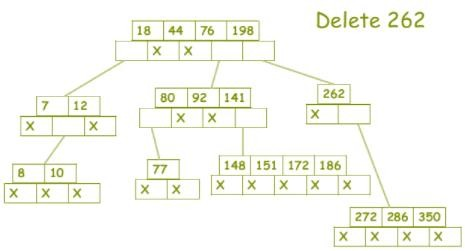 Delete 262
18 44 76 198
X X
7 12
X X
80 92 141
X X
262
X
8 10
X X X
77
X X
148 151 172 186
X X X X X
272 286 350
X X X X